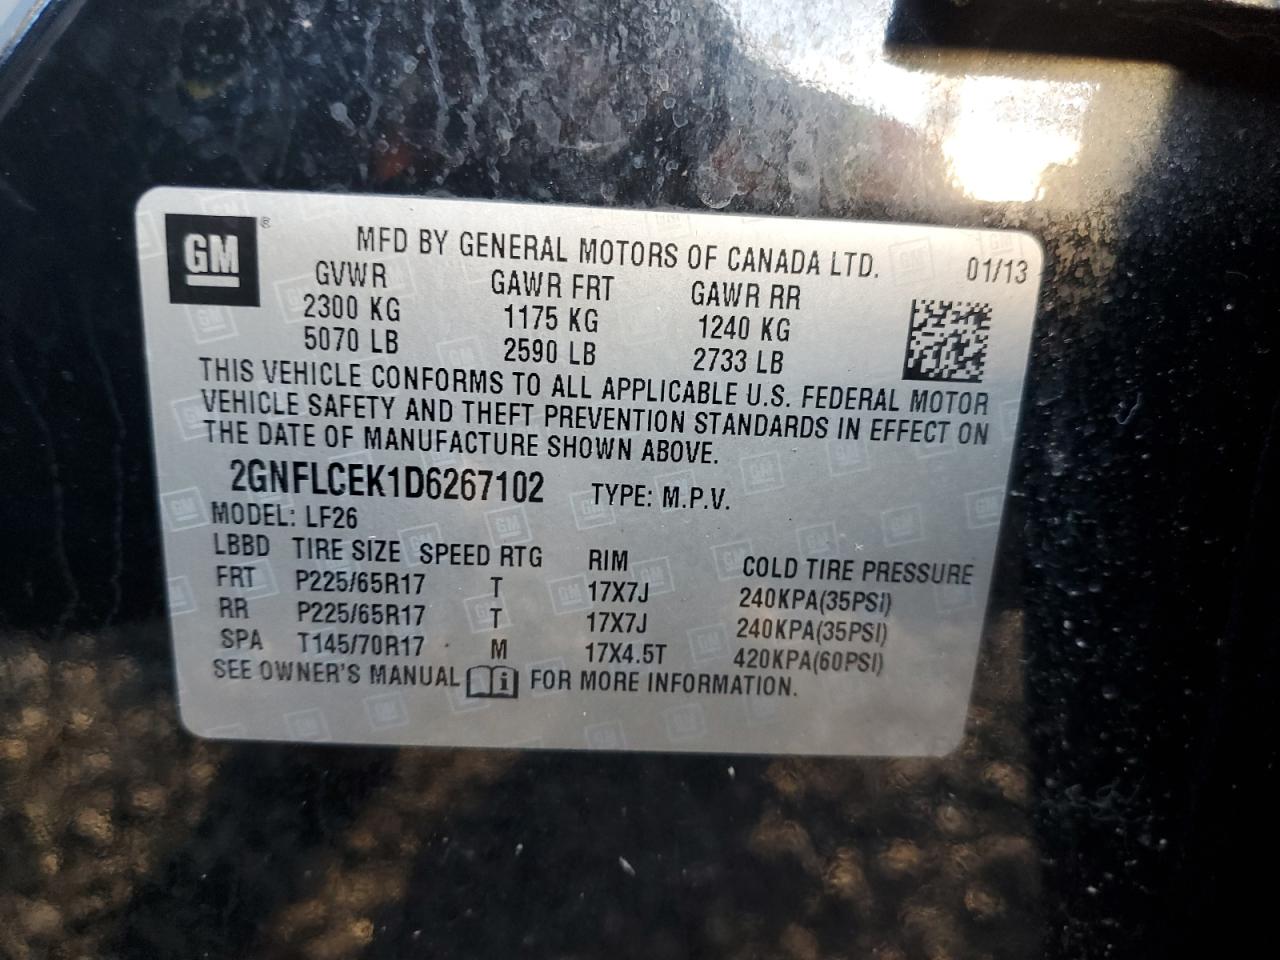 GM ®
MFD BY GENERAL MOTORS OF CANADA LTD. 01/13
GVWR GAWR FRT GAWR RR
2300 KG 1175 KG 1240 KG
5070 LB 2590 LB 2733 LB
THIS VEHICLE CONFORMS TO ALL APPLICABLE U.S. FEDERAL MOTOR
VEHICLE SAFETY AND THEFT PREVENTION STANDARDS IN EFFECT ON
THE DATE OF MANUFACTURE SHOWN ABOVE.
2GNFLCEK1D6267102 TYPE: M.P.V.
MODEL: LF26
LBBD TIRE SIZE SPEED RTG RIM COLD TIRE PRESSURE
FRT P225/65R17 T 17X7J 240KPA(35PSI)
RR P225/65R17 T 17X7J 240KPA(35PSI)
SPA T145/70R17 M 17X4.5T 420KPA(60PSI)
SEE OWNER'S MANUAL i FOR MORE INFORMATION.